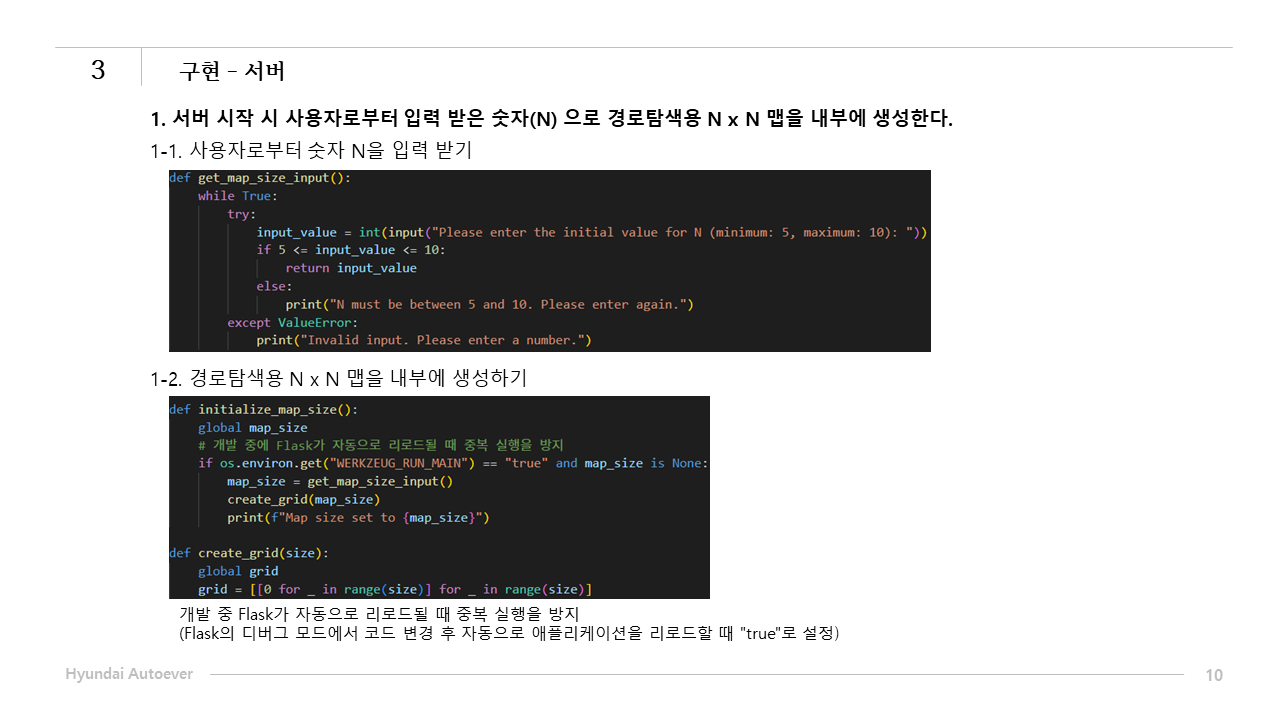 3
구현 – 서버
1. 서버 시작 시 사용자로부터 입력 받은 숫자(N) 으로 경로탐색용 N x N 맵을 내부에 생성한다.
1-1. 사용자로부터 숫자 N을 입력 받기
def get_map_size_input():
    while True:
        try:
            input_value = int(input("Please enter the initial value for N (minimum: 5, maximum: 10): "))
            if 5 <= input_value <= 10:
                return input_value
            else:
                print("N must be between 5 and 10. Please enter again.")
        except ValueError:
            print("Invalid input. Please enter a number.")
1-2. 경로탐색용 N x N 맵을 내부에 생성하기
def initialize_map_size():
    global map_size
    # 개발 중에 Flask가 자동으로 리로드될 때 중복 실행을 방지
    if os.environ.get("WERKZEUG_RUN_MAIN") == "true" and map_size is None:
        map_size = get_map_size_input()
        create_grid(map_size)
        print(f"Map size set to {map_size}")
def create_grid(size):
    global grid
    grid = [[0 for _ in range(size)] for _ in range(size)]
개발 중 Flask가 자동으로 리로드될 때 중복 실행을 방지
(Flask의 디버그 모드에서 코드 변경 후 자동으로 애플리케이션을 리로드할 때 "true"로 설정)
Hyundai Autoever
10